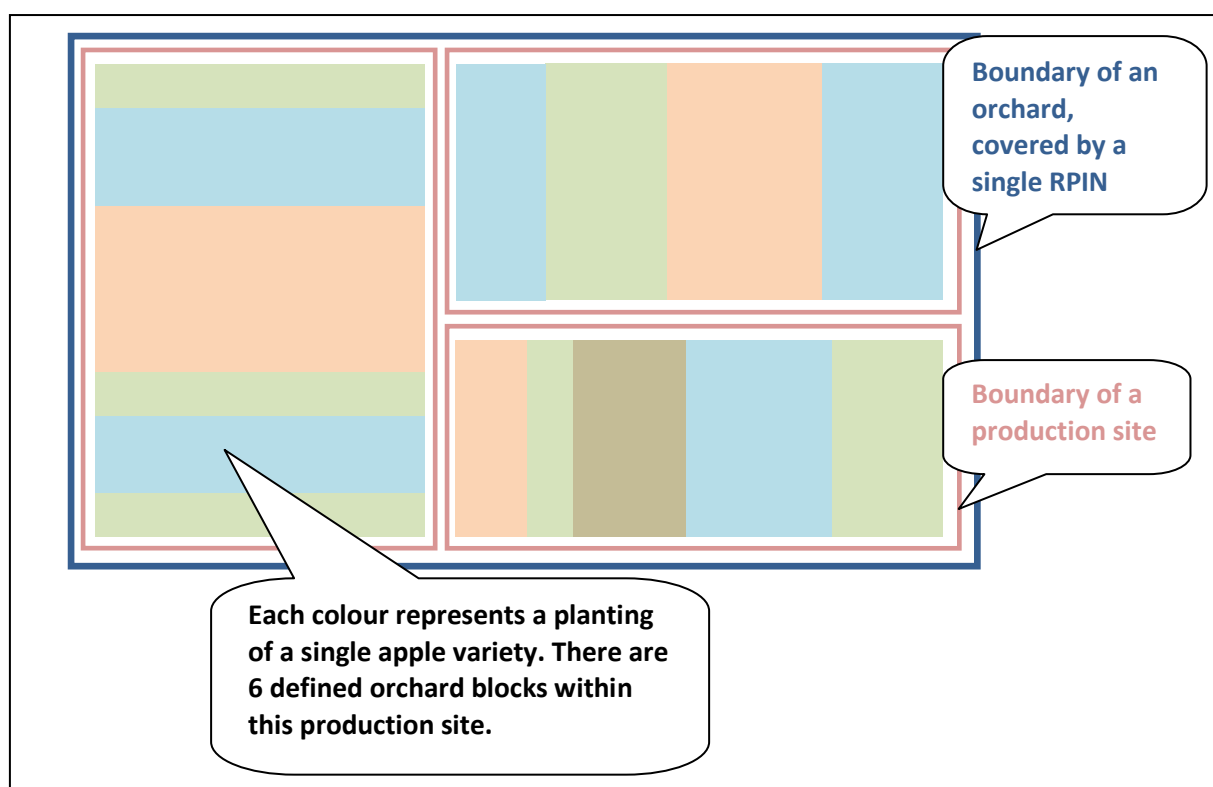 Boundary of an
orchard,
covered by a
single RPIN
Boundary of a
production site
Each colour represents a planting
of a single apple variety. There are
6 defined orchard blocks within
this production site.